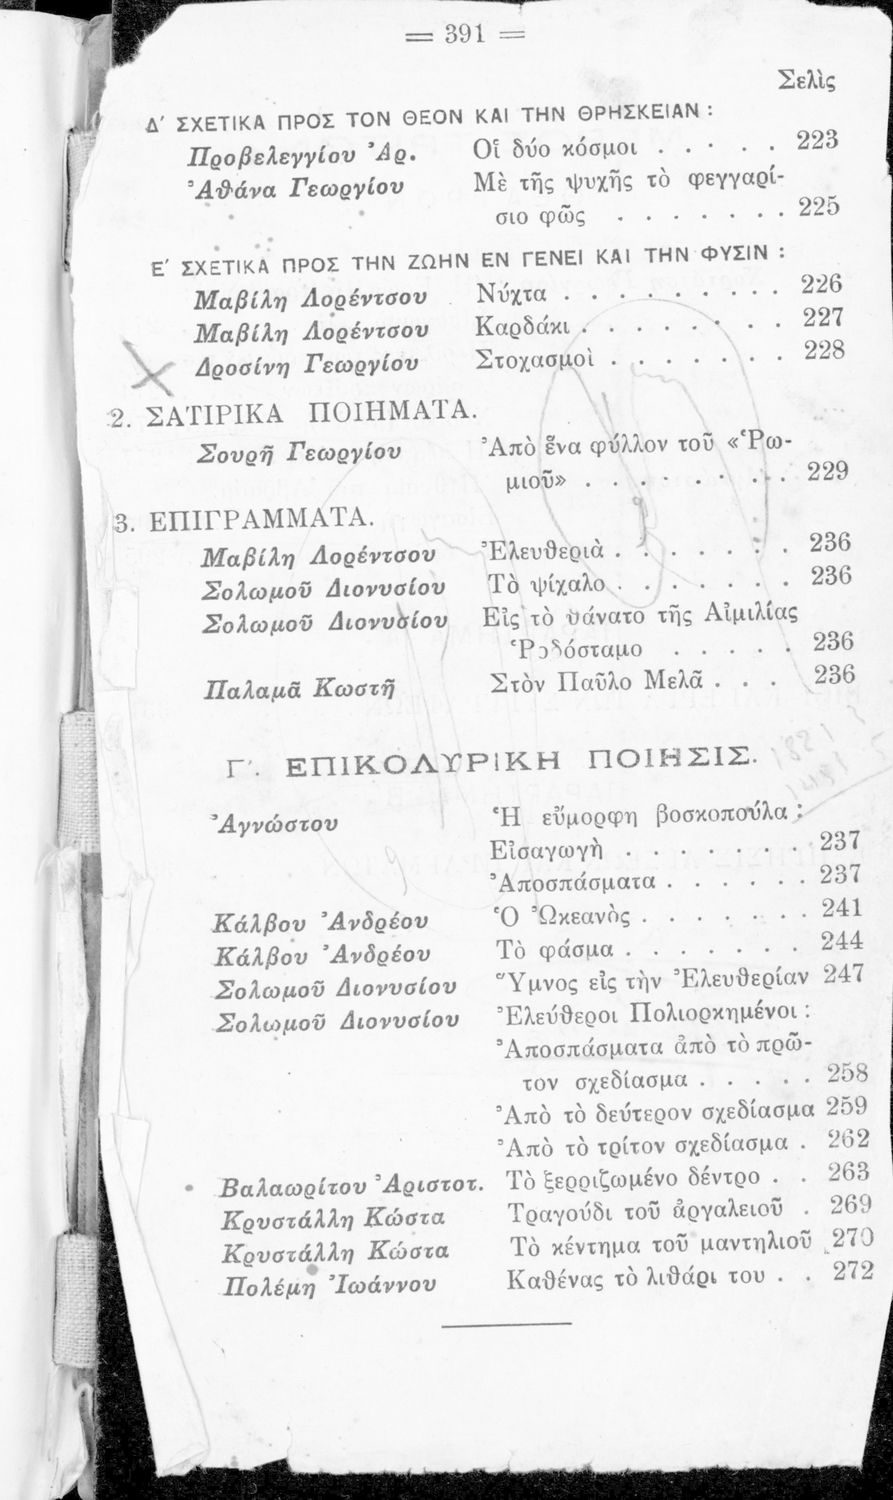 = 391 =
Σελὶς
Δ′ ΣΧΕΤΙΚΑ ΠΡΟΣ ΤΟΝ ΘΕΟΝ ΚΑΙ ΤΗΝ ΘΡΗΣΚΕΙΑΝ :
Προβελεγγίου Ἀρ. Οἱ δύο κόσμοι . . . . . 223
Ἀθάνα Γεωργίου Μὲ τῆς ψυχῆς τὸ φεγγαρί-
σιο φῶς . . . . . . 225
Ε′ ΣΧΕΤΙΚΑ ΠΡΟΣ ΤΗΝ ΖΩΗΝ ΕΝ ΓΕΝΕΙ ΚΑΙ ΤΗΝ ΦΥΣΙΝ :
Μαβίλη Λορέντσου Νύχτα . . . . . . . . 226
Μαβίλη Λορέντσου Καρδάκι . . . . . . . 227
Δροσίνη Γεωργίου Στοχασμοὶ . . . . . . . 228
2. ΣΑΤΙΡΙΚΑ ΠΟΙΗΜΑΤΑ.
Σουρῆ Γεωργίου Ἀπὸ ἕνα φύλλον τοῦ «Ῥω-
μιοῦ» . . . . . . . . 229
3. ΕΠΙΓΡΑΜΜΑΤΑ.
Μαβίλη Λορέντσου Ἐλευθεριὰ . . . . . . . 236
Σολωμοῦ Διονυσίου Τὸ ψίχαλο . . . . . . . 236
Σολωμοῦ Διονυσίου Εἰς τὸ θάνατο τῆς Αἰμιλίας
Ῥοδόσταμο . . . . . 236
Παλαμᾶ Κωστῆ Στὸν Παῦλο Μελᾶ . . . . 236
Γ′. ΕΠΙΚΟΛΥΡΙΚΗ ΠΟΙΗΣΙΣ.
1881
Ἀγνώστου Ἡ εὔμορφη βοσκοπούλα :
Εἰσαγωγὴ . . . . . . . 237
Ἀποσπάσματα . . . . . . 237
Κάλβου Ἀνδρέου Ὁ Ὠκεανὸς . . . . . . . 241
Κάλβου Ἀνδρέου Τὸ φάσμα . . . . . . . 244
Σολωμοῦ Διονυσίου Ὕμνος εἰς τὴν Ἐλευθερίαν 247
Σολωμοῦ Διονυσίου Ἐλεύθεροι Πολιορκημένοι :
Ἀποσπάσματα ἀπὸ τὸ πρῶ-
τον σχεδίασμα . . . . . 258
Ἀπὸ τὸ δεύτερον σχεδίασμα 259
Ἀπὸ τὸ τρίτον σχεδίασμα . 262
Βαλαωρίτου Ἀριστοτ. Τὸ ξερριζωμένο δέντρο . . 263
Κρυστάλλη Κώστα Τραγούδι τοῦ ἀργαλειοῦ . 269
Κρυστάλλη Κώστα Τὸ κέντημα τοῦ μαντηλιοῦ 270
Πολέμη Ἰωάννου Καθένας τὸ λιθάρι του . . 272